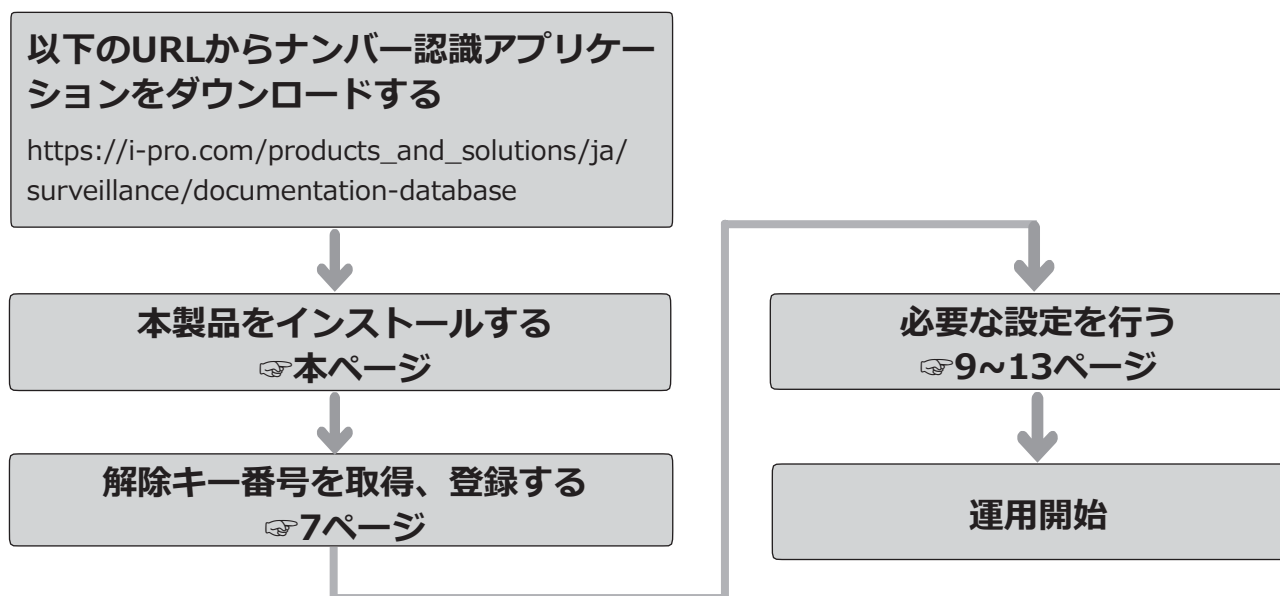 以下のURLからナンバー認識アプリケー
ションをダウンロードする
https://i-pro.com/products_and_solutions/ja/
surveillance/documentation-database
本製品をインストールする
☞本ページ
解除キー番号を取得、登録する
☞7ページ
必要な設定を行う
☞9~13ページ
運用開始